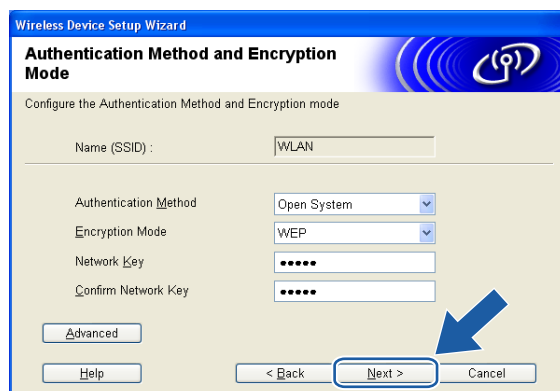 Wireless Device Setup Wizard
Authentication Method and Encryption
Mode
Configure the Authentication Method and Encryption mode
Name (SSID) : WLAN
Authentication Method Open System
Encryption Mode WEP
Network Key •••••
Confirm Network Key •••••
Advanced
Help < Back Next > Cancel